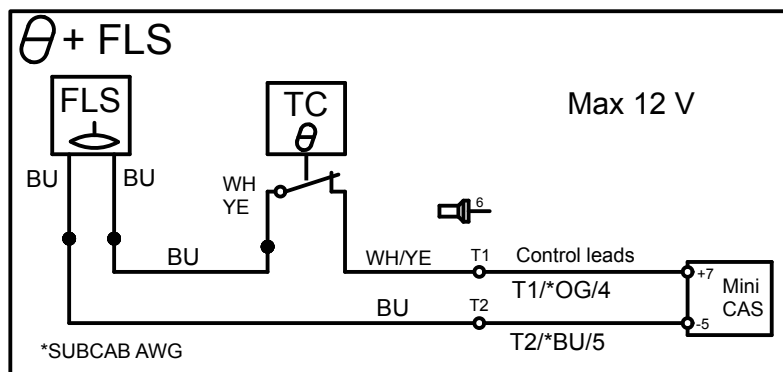 θ + FLS
FLS
TC
θ
Max 12 V
BU
BU
WH
YE
6
BU
WH/YE
T1
Control leads
+7
T1/*OG/4
Mini
CAS
BU
T2
-5
T2/*BU/5
*SUBCAB AWG